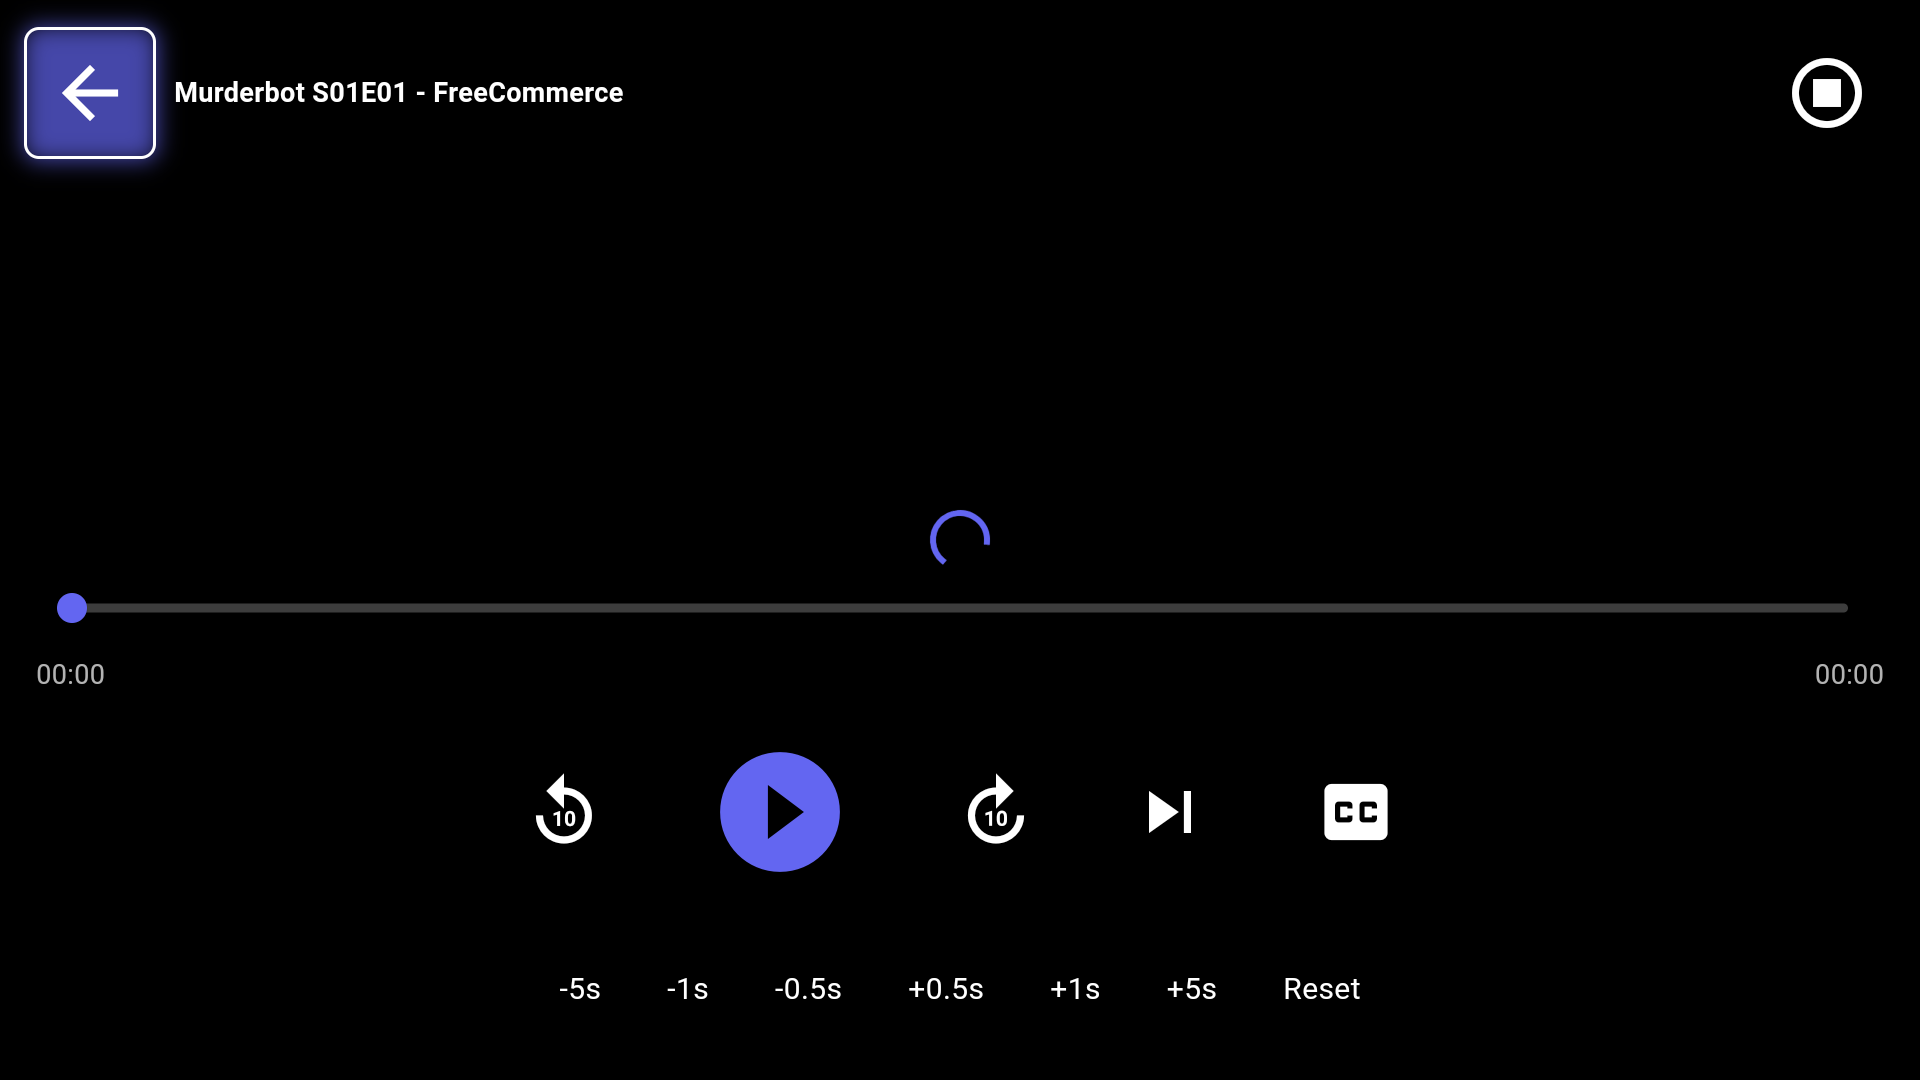 Murderbot S01E01 - FreeCommerce
00:00 00:00
10 10 CC
-5s -1s -0.5s +0.5s +1s +5s Reset